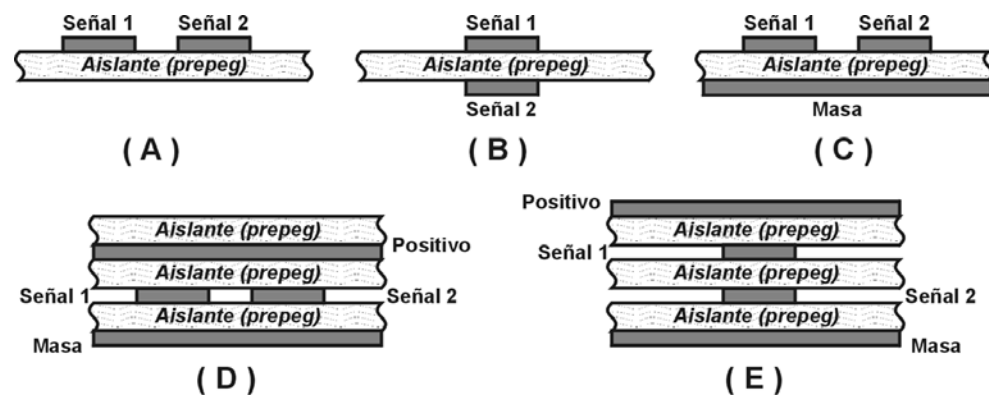 Señal 1 Señal 2
Aislante (prepeg)
( A )
Señal 1
Aislante (prepeg)
Señal 2
( B )
Señal 1 Señal 2
Aislante (prepeg)
Masa
( C )
Aislante (prepeg)
Positivo
Aislante (prepeg)
Señal 1 Señal 2
Aislante (prepeg)
Masa
( D )
Positivo
Aislante (prepeg)
Señal 1
Aislante (prepeg)
Señal 2
Aislante (prepeg)
Masa
( E )